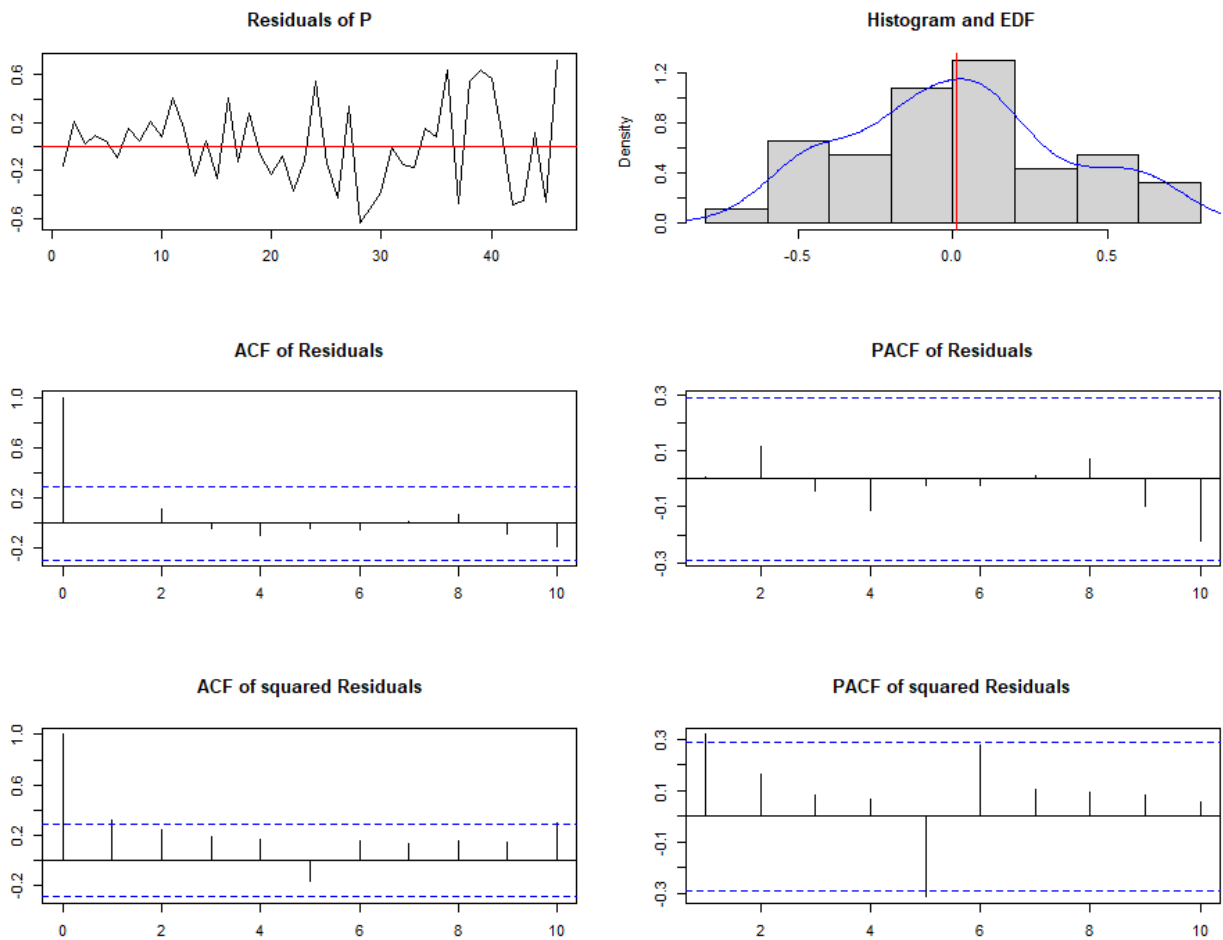 Residuals of P
0.6
0.2
-0.2
-0.6
0 10 20 30 40
Histogram and EDF
Density
1.2
0.8
0.4
0.0
-0.5 0.0 0.5
ACF of Residuals
1.0
0.6
0.2
-0.2
0 2 4 6 8 10
PACF of Residuals
0.3
0.1
-0.1
-0.3
2 4 6 8 10
ACF of squared Residuals
1.0
0.6
0.2
-0.2
0 2 4 6 8 10
PACF of squared Residuals
0.3
0.1
-0.1
-0.3
2 4 6 8 10